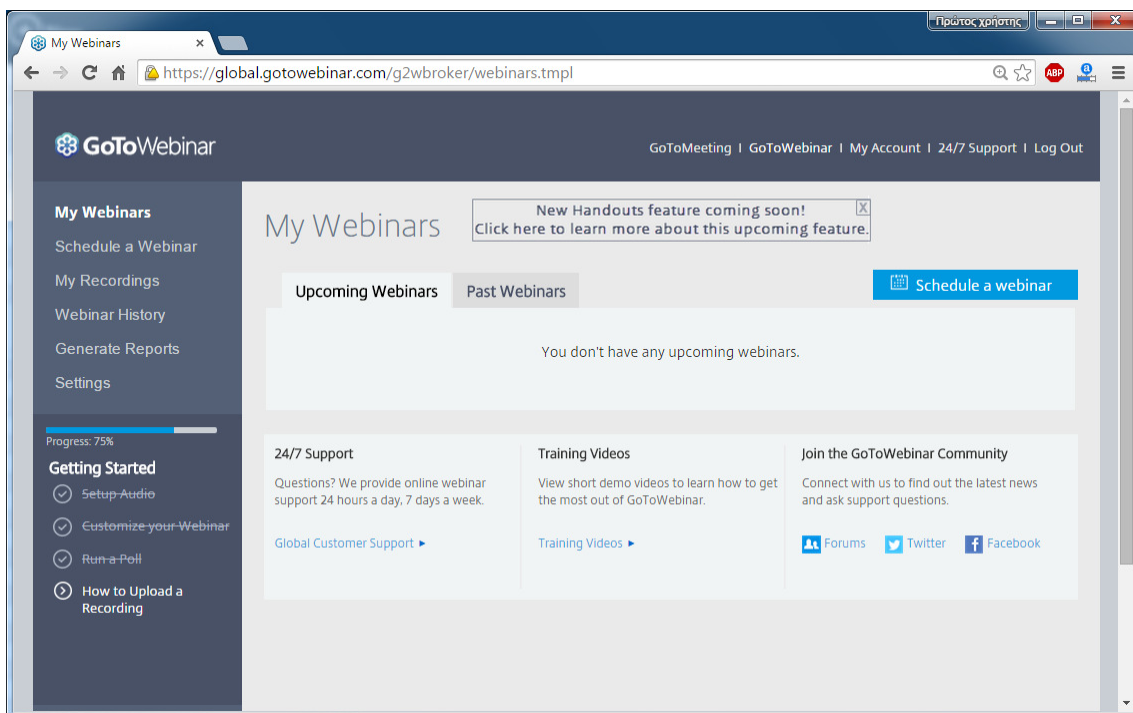 Πρώτος χρήστης
My Webinars
https://global.gotowebinar.com/g2wbroker/webinars.tmpl
ABP
GoToWebinar
GoToMeeting I GoToWebinar I My Account I 24/7 Support I Log Out
My Webinars
Schedule a Webinar
My Recordings
Webinar History
Generate Reports
Settings
Progress: 75%
Getting Started
Setup Audio
Customize your Webinar
Run a Poll
How to Upload a
Recording
My Webinars
New Handouts feature coming soon!
X
Click here to learn more about this upcoming feature.
Upcoming Webinars
Past Webinars
Schedule a webinar
You don't have any upcoming webinars.
24/7 Support
Questions? We provide online webinar
support 24 hours a day, 7 days a week.
Global Customer Support
Training Videos
View short demo videos to learn how to get
the most out of GoToWebinar.
Training Videos
Join the GoToWebinar Community
Connect with us to find out the latest news
and ask support questions.
Forums
Twitter
Facebook